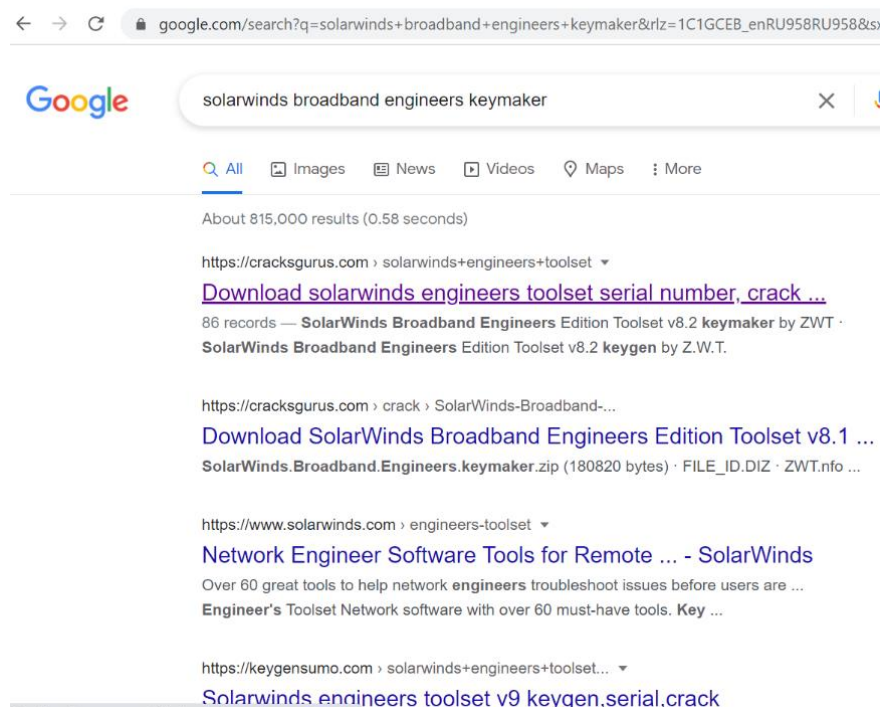 google.com/search?q=solarwinds+broadband+engineers+keymaker&rlz=1C1GCEB_enRU958RU958&s
Google
solarwinds broadband engineers keymaker
All Images News Videos Maps More
About 815,000 results (0.58 seconds)
https://cracksgurus.com › solarwinds+engineers+toolset
Download solarwinds engineers toolset serial number, crack ...
86 records — SolarWinds Broadband Engineers Edition Toolset v8.2 keymaker by ZWT ·
SolarWinds Broadband Engineers Edition Toolset v8.2 keygen by Z.W.T.
https://cracksgurus.com › crack › SolarWinds-Broadband-...
Download SolarWinds Broadband Engineers Edition Toolset v8.1 ...
SolarWinds.Broadband.Engineers.keymaker.zip (180820 bytes) · FILE_ID.DIZ · ZWT.nfo ...
https://www.solarwinds.com › engineers-toolset
Network Engineer Software Tools for Remote ... - SolarWinds
Over 60 great tools to help network engineers troubleshoot issues before users are ...
Engineer's Toolset Network software with over 60 must-have tools. Key ...
https://keygensumo.com › solarwinds+engineers+toolset...
Solarwinds engineers toolset v9 keygen,serial,crack